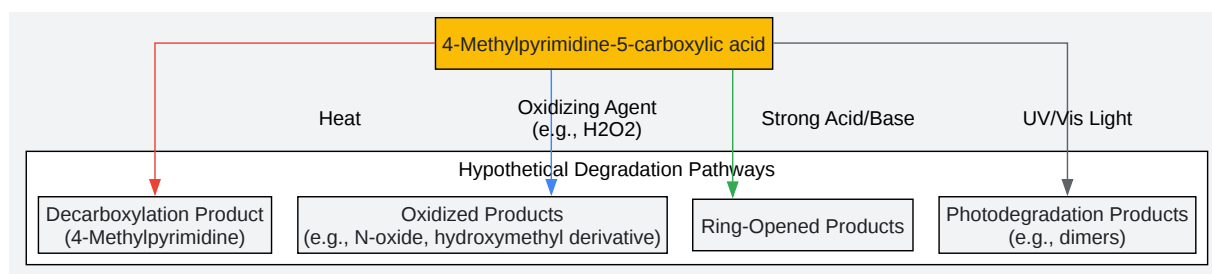 4-Methylpyrimidine-5-carboxylic acid
Heat
Oxidizing Agent
(e.g., H2O2)
Strong Acid/Base
UV/Vis Light
Hypothetical Degradation Pathways
Decarboxylation Product
(4-Methylpyrimidine)
Oxidized Products
(e.g., N-oxide, hydroxymethyl derivative)
Ring-Opened Products
Photodegradation Products
(e.g., dimers)